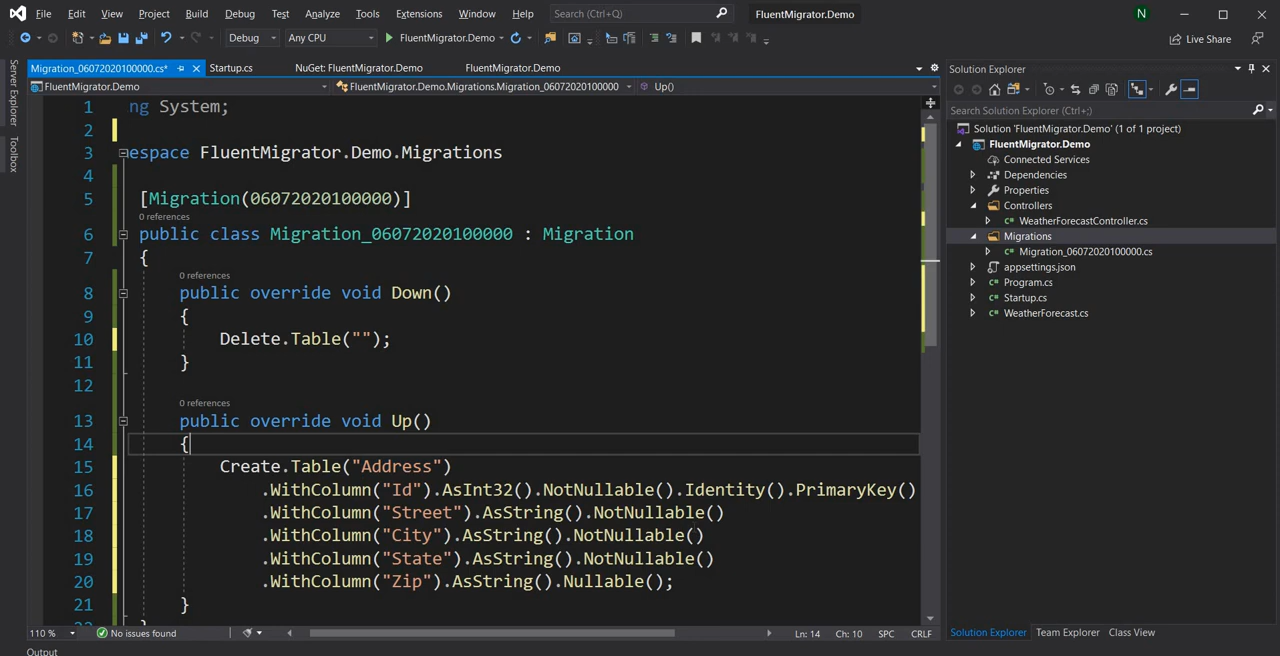 File Edit View Project Build Debug Test Analyze Tools Extensions Window Help Search (Ctrl+Q) FluentMigrator.Demo N
Debug Any CPU FluentMigrator.Demo Live Share
Server Explorer
Toolbox
Migration_06072020100000.cs* Startup.cs NuGet: FluentMigrator.Demo FluentMigrator.Demo
FluentMigrator.Demo FluentMigrator.Demo.Migrations.Migration_06072020100000 Up()
1 ng System;
2
3 espace FluentMigrator.Demo.Migrations
4
5 [Migration(06072020100000)]
0 references
6 public class Migration_06072020100000 : Migration
7 {
0 references
8 public override void Down()
9 {
10 Delete.Table("");
11 }
12
0 references
13 public override void Up()
14 {
15 Create.Table("Address")
16 .WithColumn("Id").AsInt32().NotNullable().Identity().PrimaryKey()
17 .WithColumn("Street").AsString().NotNullable()
18 .WithColumn("City").AsString().NotNullable()
19 .WithColumn("State").AsString().NotNullable()
20 .WithColumn("Zip").AsString().Nullable();
21 }
110 % No issues found Ln: 14 Ch: 10 SPC CRLF
Output
Solution Explorer
Search Solution Explorer (Ctrl+;)
Solution 'FluentMigrator.Demo' (1 of 1 project)
FluentMigrator.Demo
Connected Services
Dependencies
Properties
Controllers
C# WeatherForecastController.cs
Migrations
C# Migration_06072020100000.cs
appsettings.json
C# Program.cs
C# Startup.cs
C# WeatherForecast.cs
Solution Explorer Team Explorer Class View